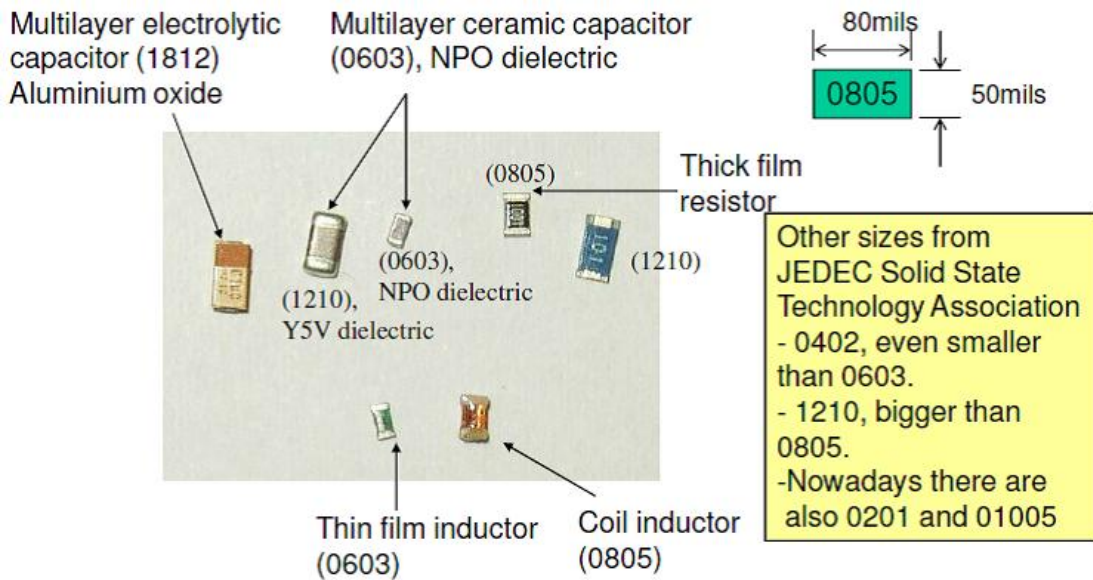 Multilayer electrolytic
capacitor (1812)
Aluminium oxide
Multilayer ceramic capacitor
(0603), NPO dielectric
80mils
0805
50mils
(0805)
Thick film
resistor
101
(1210)
(0603),
NPO dielectric
(1210),
Y5V dielectric
Other sizes from
JEDEC Solid State
Technology Association
- 0402, even smaller
than 0603.
- 1210, bigger than
0805.
-Nowadays there are
also 0201 and 01005
Thin film inductor
(0603)
Coil inductor
(0805)